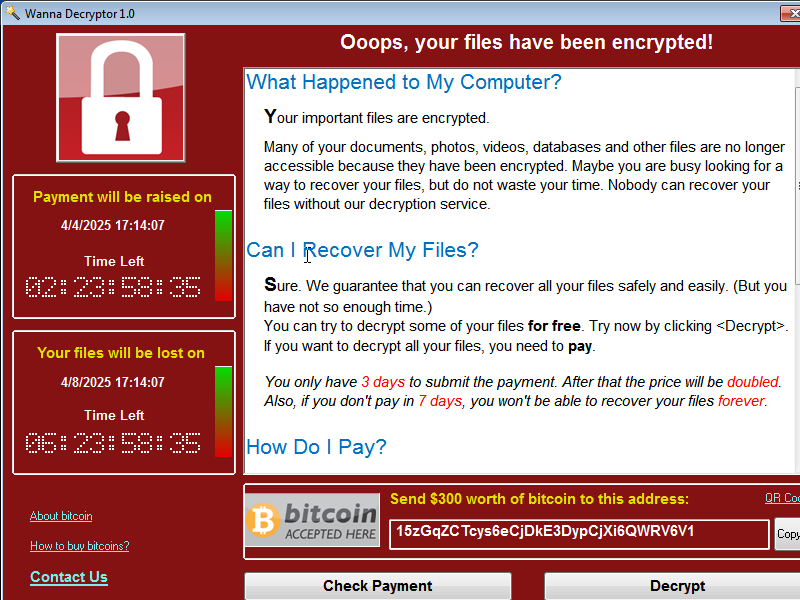 Wanna Decryptor 1.0
Ooops, your files have been encrypted!
Payment will be raised on
4/4/2025 17:14:07
Time Left
02:23:58:35
Your files will be lost on
4/8/2025 17:14:07
Time Left
06:23:58:35
About bitcoin
How to buy bitcoins?
Contact Us
What Happened to My Computer?
Your important files are encrypted.
Many of your documents, photos, videos, databases and other files are no longer
accessible because they have been encrypted. Maybe you are busy looking for a
way to recover your files, but do not waste your time. Nobody can recover your
files without our decryption service.
Can I Recover My Files?
Sure. We guarantee that you can recover all your files safely and easily. (But you
have not so enough time.)
You can try to decrypt some of your files for free. Try now by clicking <Decrypt>.
If you want to decrypt all your files, you need to pay.
You only have 3 days to submit the payment. After that the price will be doubled.
Also, if you don't pay in 7 days, you won't be able to recover your files forever.
How Do I Pay?
bitcoin
ACCEPTED HERE
Send $300 worth of bitcoin to this address:
QR Coo
15zGqZCTcys6eCjDkE3DypCjXi6QWRV6V1
Copy
Check Payment
Decrypt